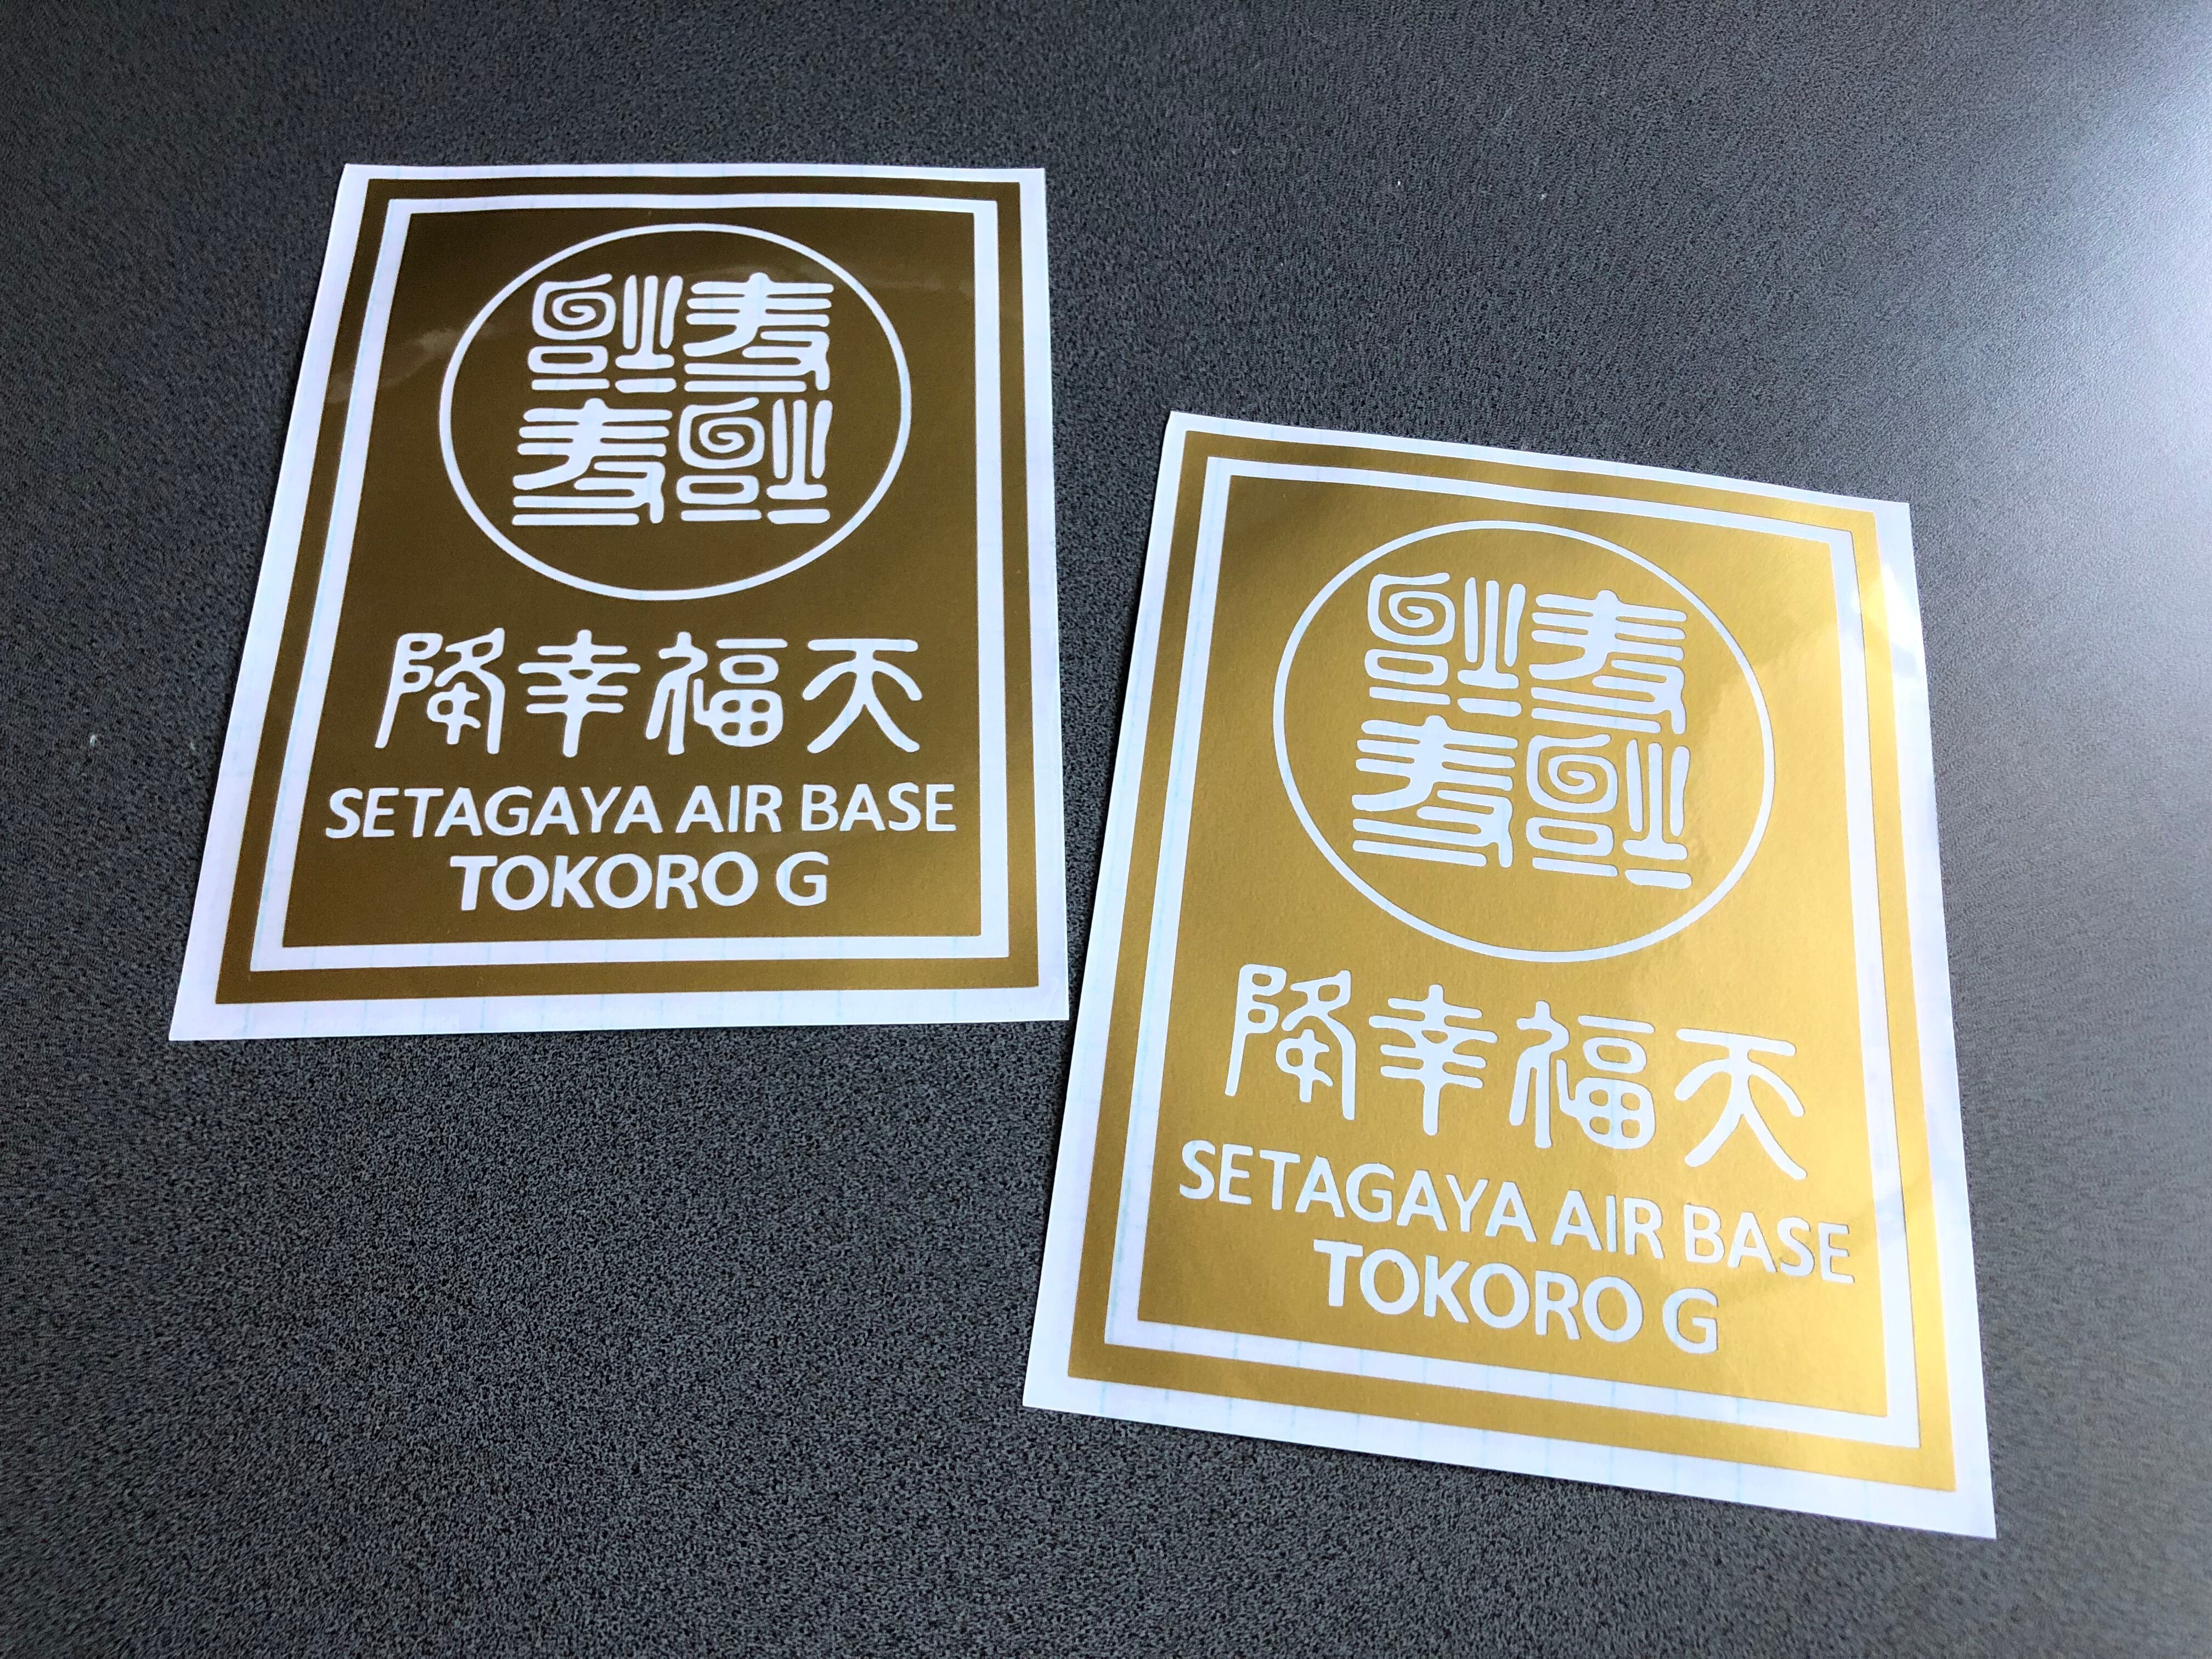 降幸福天
SETAGAYA AIR BASE
TOKORO G
降幸福天
SETAGAYA AIR BASE
TOKORO G